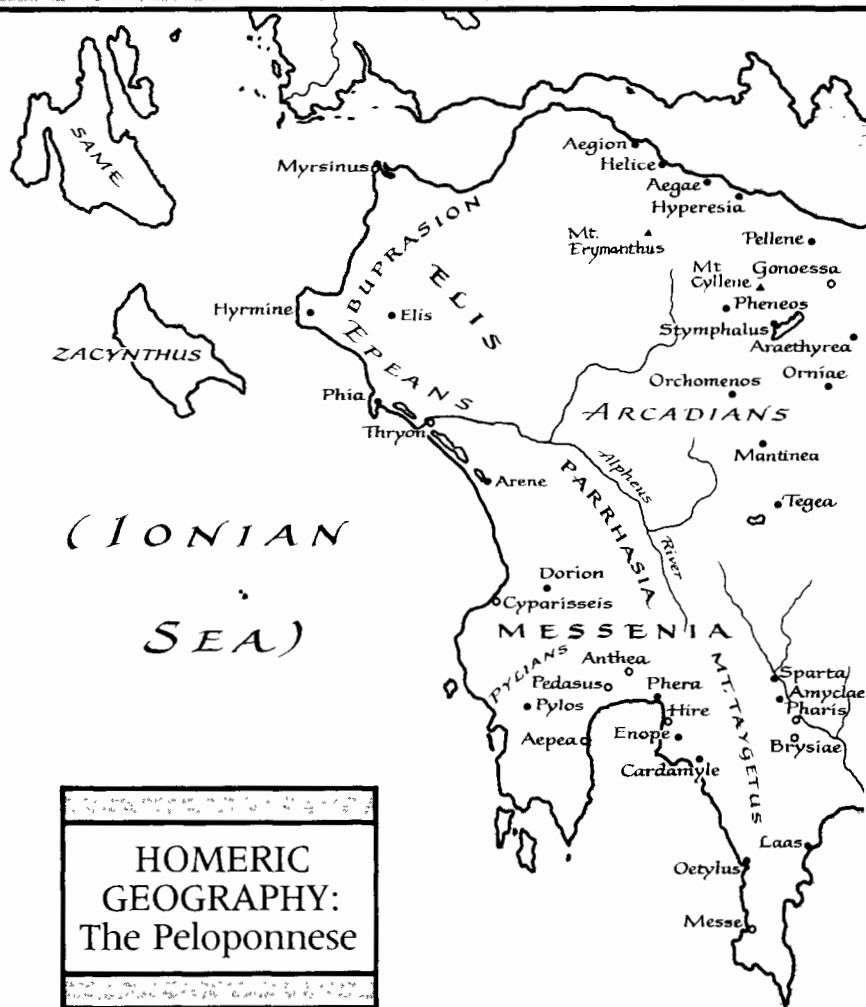 SAME
Myrsinus
Aegion
Helice
Aegae
Hyperesia
Mt.
Erymanthus
Pellene
Mt
Cyllene
Gonoessa
Pheneos
Stymphalus
Araethyrea
BUPRASION
ELIS
Hyrmine
Elis
EPEANS
ZACYNTHUS
Phia
Thryon
Orchomenos
Orniae
ARCADIANS
Mantinea
Alpheus
River
Arene
PARRHASIA
Tegea
(IONIAN
SEA)
Dorion
Cyparisseis
MESSENIA
PYLIANS
Anthea
Pedasus
Phera
Pylos
Hire
Aepea
Enope
Cardamyle
MT. TAYGETUS
Sparta
Amyclae
Pharis
Brysiae
Laas
Oetylus
Messe
HOMERIC
GEOGRAPHY:
The Peloponnese